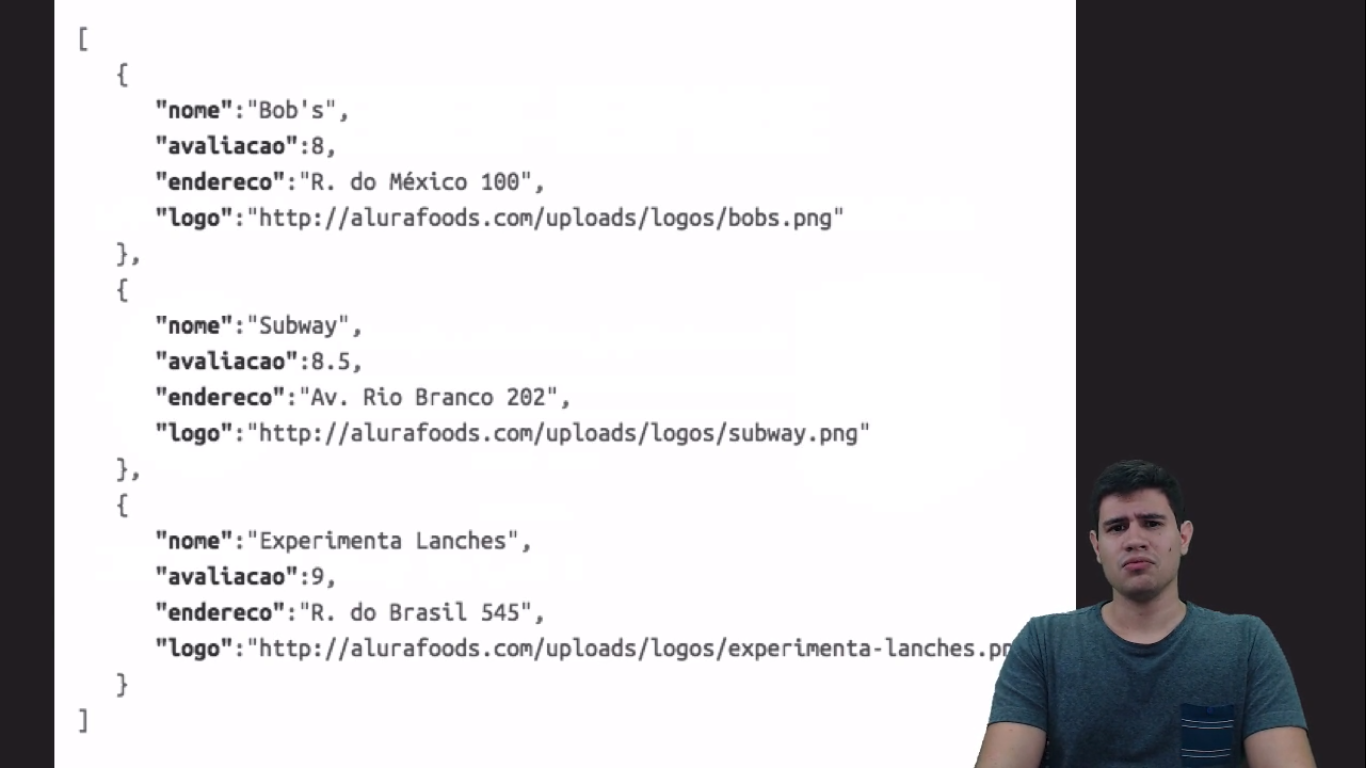 [
{
"nome":"Bob's",
"avaliacao":8,
"endereco":"R. do México 100",
"logo":"http://alurafoods.com/uploads/logos/bobs.png"
},
{
"nome":"Subway",
"avaliacao":8.5,
"endereco":"Av. Rio Branco 202",
"logo":"http://alurafoods.com/uploads/logos/subway.png"
},
{
"nome":"Experimenta Lanches",
"avaliacao":9,
"endereco":"R. do Brasil 545",
"logo":"http://alurafoods.com/uploads/logos/experimenta-lanches.pn
}
]